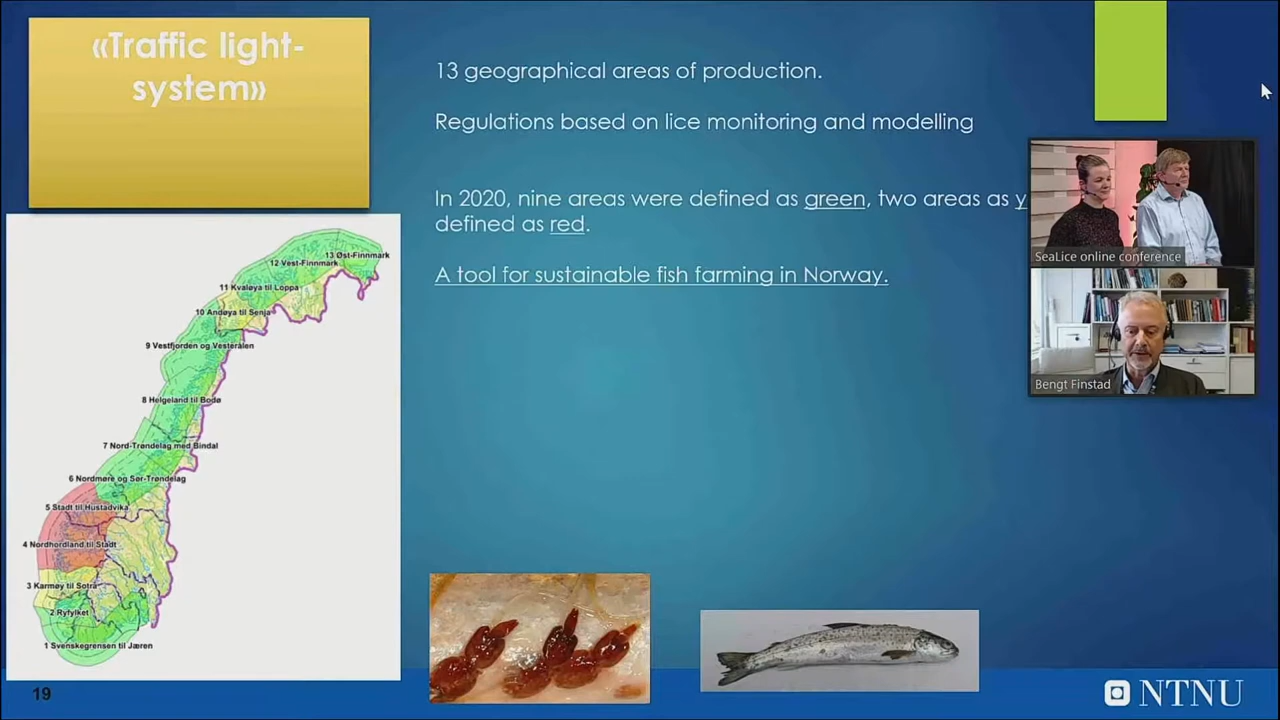 «Traffic light-
system»
13 geographical areas of production.
Regulations based on lice monitoring and modelling
In 2020, nine areas were defined as green, two areas as y
defined as red.
A tool for sustainable fish farming in Norway.
SeaLice online conference
Bengt Finstad
13 Øst-Finnmark
12 Vest-Finnmark
11 Kvaløya til Loppa
10 Andøya til Senja
9 Vestfjorden og Vesterålen
8 Helgeland til Bodø
7 Nord-Trøndelag med Bindal
6 Nordmøre og Sør-Trøndelag
5 Stadt til Hustadvika
4 Nordhordland til Stadt
3 Karmøy til Sotra
2 Ryfylket
1 Svenskegrensen til Jæren
19
NTNU